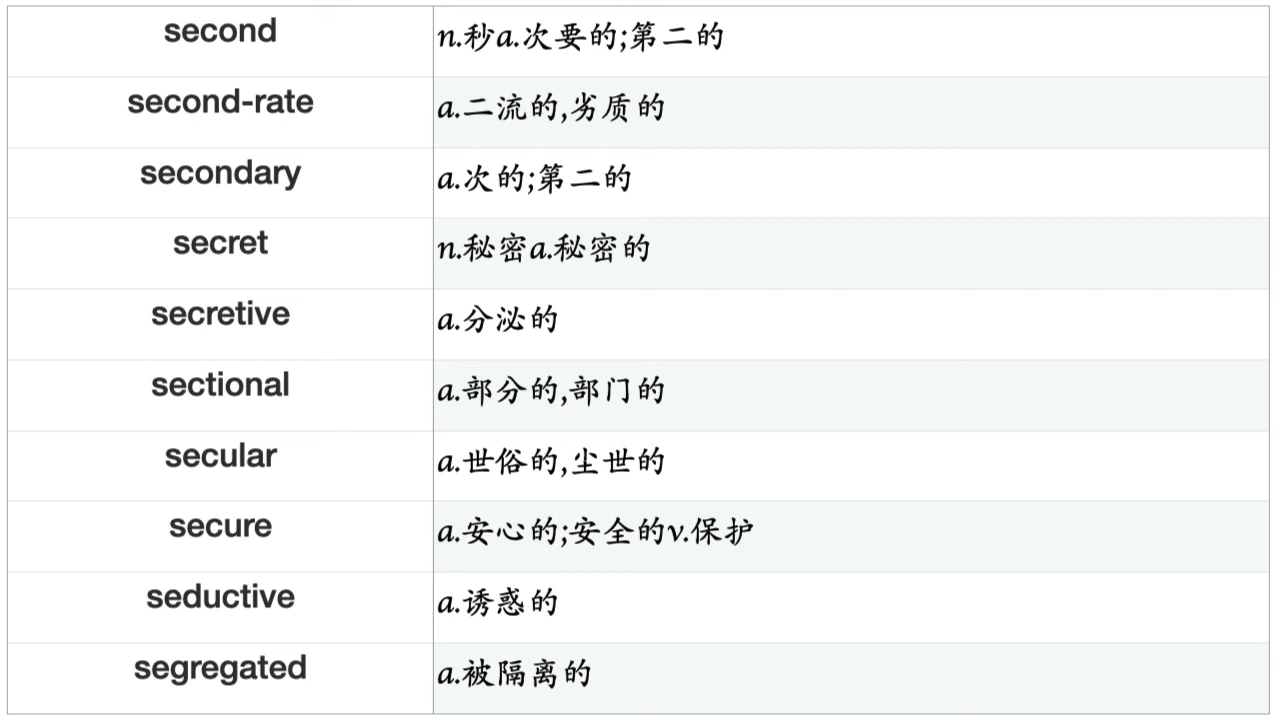 second n.秒a.次要的;第二的
second-rate a.二流的,劣质的
secondary a.次的;第二的
secret n.秘密a.秘密的
secretive a.分泌的
sectional a.部分的,部门的
secular a.世俗的,尘世的
secure a.安心的;安全的v.保护
seductive a.诱惑的
segregated a.被隔离的